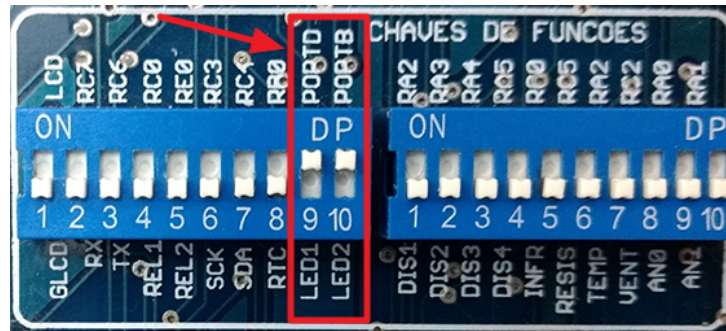 CHAVES DE FUNCOES
LCD RC7 RC6 RC0 RE0 RC3 RC4 RB0 PORTD PORTB
RA2 RA3 RA4 RA5 RB0 RC5 RA2 RC2 RA0 RA1
ON DP
ON DP
1 2 3 4 5 6 7 8 9 10
1 2 3 4 5 6 7 8 9 10
GLCD RX TX REL1 REL2 SCK SDA RTC LED1 LED2
DIS1 DIS2 DIS3 DIS4 INFR RESIS TEMP VENT AN0 AN1